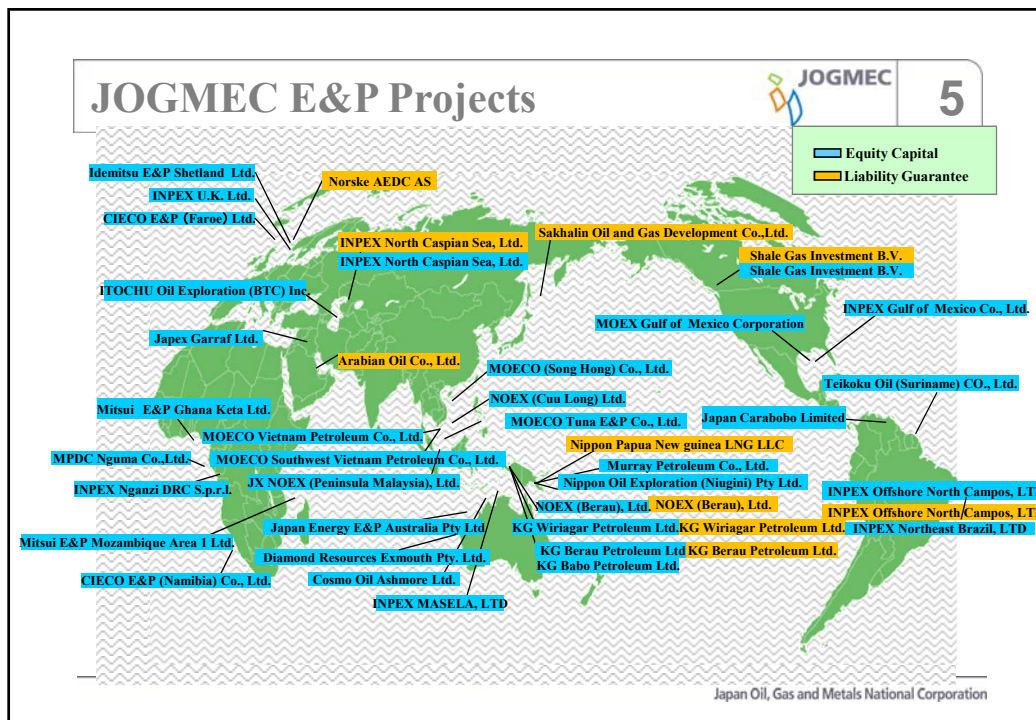 JOGMEC E&P Projects
JOGMEC
5
Equity Capital
Liability Guarantee
Idemitsu E&P Shetland Ltd.
Norske AEDC AS
INPEX U.K. Ltd.
CIECO E&P (Faroe) Ltd.
Sakhalin Oil and Gas Development Co.,Ltd.
INPEX North Caspian Sea, Ltd.
INPEX North Caspian Sea, Ltd.
Shale Gas Investment B.V.
Shale Gas Investment B.V.
ITOCHU Oil Exploration (BTC) Inc.
INPEX Gulf of Mexico Co., Ltd.
MOEX Gulf of Mexico Corporation
Japex Garraf Ltd.
Arabian Oil Co., Ltd.
MOECO (Song Hong) Co., Ltd.
Teikoku Oil (Suriname) CO., Ltd.
NOEX (Cuu Long) Ltd.
Mitsui E&P Ghana Keta Ltd.
MOECO Tuna E&P Co., Ltd.
Japan Carabobo Limited
MOECO Vietnam Petroleum Co., Ltd.
Nippon Papua New guinea LNG LLC
MPDC Nguma Co.,Ltd.
MOECO Southwest Vietnam Petroleum Co., Ltd.
Murray Petroleum Co., Ltd.
INPEX Nganzi DRC S.p.r.l.
JX NOEX (Peninsula Malaysia), Ltd.
Nippon Oil Exploration (Niugini) Pty Ltd.
INPEX Offshore North Campos, LTD
NOEX (Berau), Ltd.
NOEX (Berau), Ltd.
INPEX Offshore North Campos, LTD
Japan Energy E&P Australia Pty Ltd
KG Wiriagar Petroleum Ltd.
KG Wiriagar Petroleum Ltd.
INPEX Northeast Brazil, LTD
Mitsui E&P Mozambique Area 1 Ltd.
Diamond Resources Exmouth Pty. Ltd.
KG Berau Petroleum Ltd
KG Berau Petroleum Ltd.
KG Babo Petroleum Ltd.
CIECO E&P (Namibia) Co., Ltd.
Cosmo Oil Ashmore Ltd.
INPEX MASELA, LTD
Japan Oil, Gas and Metals National Corporation